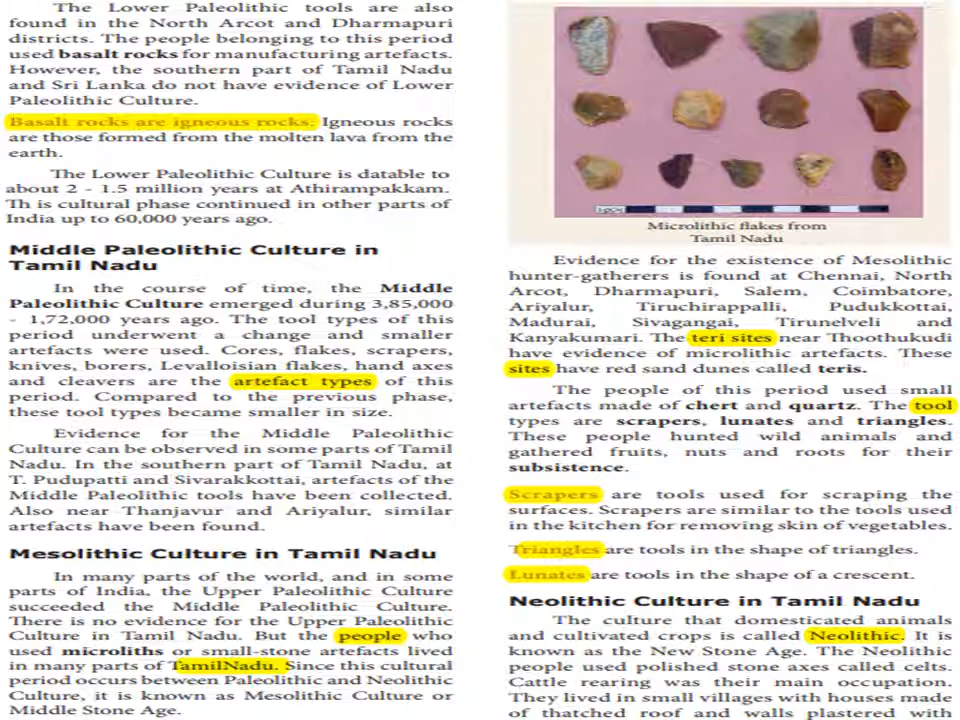 The Lower Paleolithic tools are also
found in the North Arcot and Dharmapuri
districts. The people belonging to this period
used basalt rocks for manufacturing artefacts.
However, the southern part of Tamil Nadu
and Sri Lanka do not have evidence of Lower
Paleolithic Culture.
Basalt rocks are igneous rocks. Igneous rocks
are those formed from the molten lava from the
earth.
The Lower Paleolithic Culture is datable to
about 2 - 1.5 million years at Athirampakkam.
Th is cultural phase continued in other parts of
India up to 60,000 years ago.
Middle Paleolithic Culture in
Tamil Nadu
In the course of time, the Middle
Paleolithic Culture emerged during 3,85,000
- 1,72,000 years ago. The tool types of this
period underwent a change and smaller
artefacts were used. Cores, flakes, scrapers,
knives, borers, Levalloisian flakes, hand axes
and cleavers are the artefact types of this
period. Compared to the previous phase,
these tool types became smaller in size.
Evidence for the Middle Paleolithic
Culture can be observed in some parts of Tamil
Nadu. In the southern part of Tamil Nadu, at
T. Pudupatti and Sivarakkottai, artefacts of the
Middle Paleolithic tools have been collected.
Also near Thanjavur and Ariyalur, similar
artefacts have been found.
Mesolithic Culture in Tamil Nadu
In many parts of the world, and in some
parts of India, the Upper Paleolithic Culture
succeeded the Middle Paleolithic Culture.
There is no evidence for the Upper Paleolithic
Culture in Tamil Nadu. But the people who
used microliths or small-stone artefacts lived
in many parts of TamilNadu. Since this cultural
period occurs between Paleolithic and Neolithic
Culture, it is known as Mesolithic Culture or
Middle Stone Age.
Microlithic flakes from
Tamil Nadu
Evidence for the existence of Mesolithic
hunter-gatherers is found at Chennai, North
Arcot, Dharmapuri, Salem, Coimbatore,
Ariyalur, Tiruchirappalli, Pudukkottai,
Madurai, Sivagangai, Tirunelveli and
Kanyakumari. The teri sites near Thoothukudi
have evidence of microlithic artefacts. These
sites have red sand dunes called teris.
The people of this period used small
artefacts made of chert and quartz. The tool
types are scrapers, lunates and triangles.
These people hunted wild animals and
gathered fruits, nuts and roots for their
subsistence.
Scrapers are tools used for scraping the
surfaces. Scrapers are similar to the tools used
in the kitchen for removing skin of vegetables.
Triangles are tools in the shape of triangles.
Lunates are tools in the shape of a crescent.
Neolithic Culture in Tamil Nadu
The culture that domesticated animals
and cultivated crops is called Neolithic. It is
known as the New Stone Age. The Neolithic
people used polished stone axes called celts.
Cattle rearing was their main occupation.
They lived in small villages with houses made
of thatched roof and walls plastered with